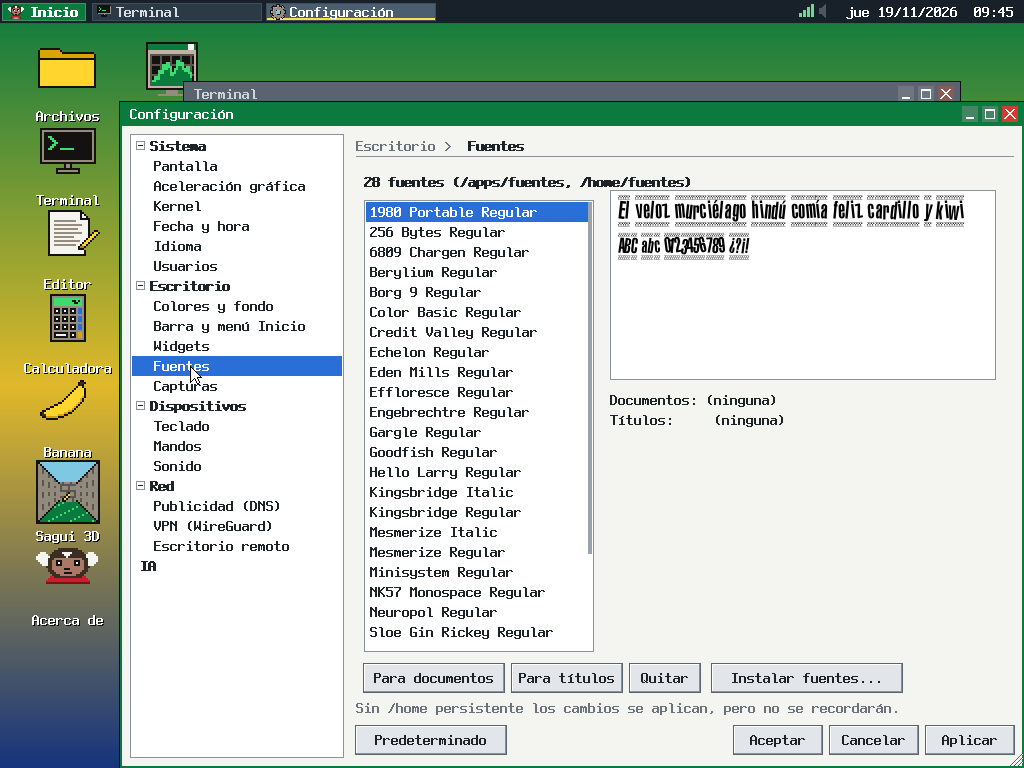 Inicio
Terminal
Configuración
jue 19/11/2026 09:45
Archivos
Terminal
Editor
Calculadora
Banana
Sagui 3D
Acerca de
Terminal
Configuración
Sistema
Pantalla
Aceleración gráfica
Kernel
Fecha y hora
Idioma
Usuarios
Escritorio
Colores y fondo
Barra y menú Inicio
Widgets
Fuentes
Capturas
Dispositivos
Teclado
Mandos
Sonido
Red
Publicidad (DNS)
VPN (WireGuard)
Escritorio remoto
IA
Escritorio > Fuentes
28 fuentes (/apps/fuentes, /home/fuentes)
1980 Portable Regular
256 Bytes Regular
6809 Chargen Regular
Berylium Regular
Borg 9 Regular
Color Basic Regular
Credit Valley Regular
Echelon Regular
Eden Mills Regular
Effloresce Regular
Engebrechtre Regular
Gargle Regular
Goodfish Regular
Hello Larry Regular
Kingsbridge Italic
Kingsbridge Regular
Mesmerize Italic
Mesmerize Regular
Minisystem Regular
NK57 Monospace Regular
Neuropol Regular
Sloe Gin Rickey Regular
El veloz murciélago hindú comía feliz cardillo y kiwi
ABC abc 0123456789 ¿?¡!
Documentos: (ninguna)
Títulos: (ninguna)
Para documentos
Para títulos
Quitar
Instalar fuentes...
Sin /home persistente los cambios se aplican, pero no se recordarán.
Predeterminado
Aceptar
Cancelar
Aplicar